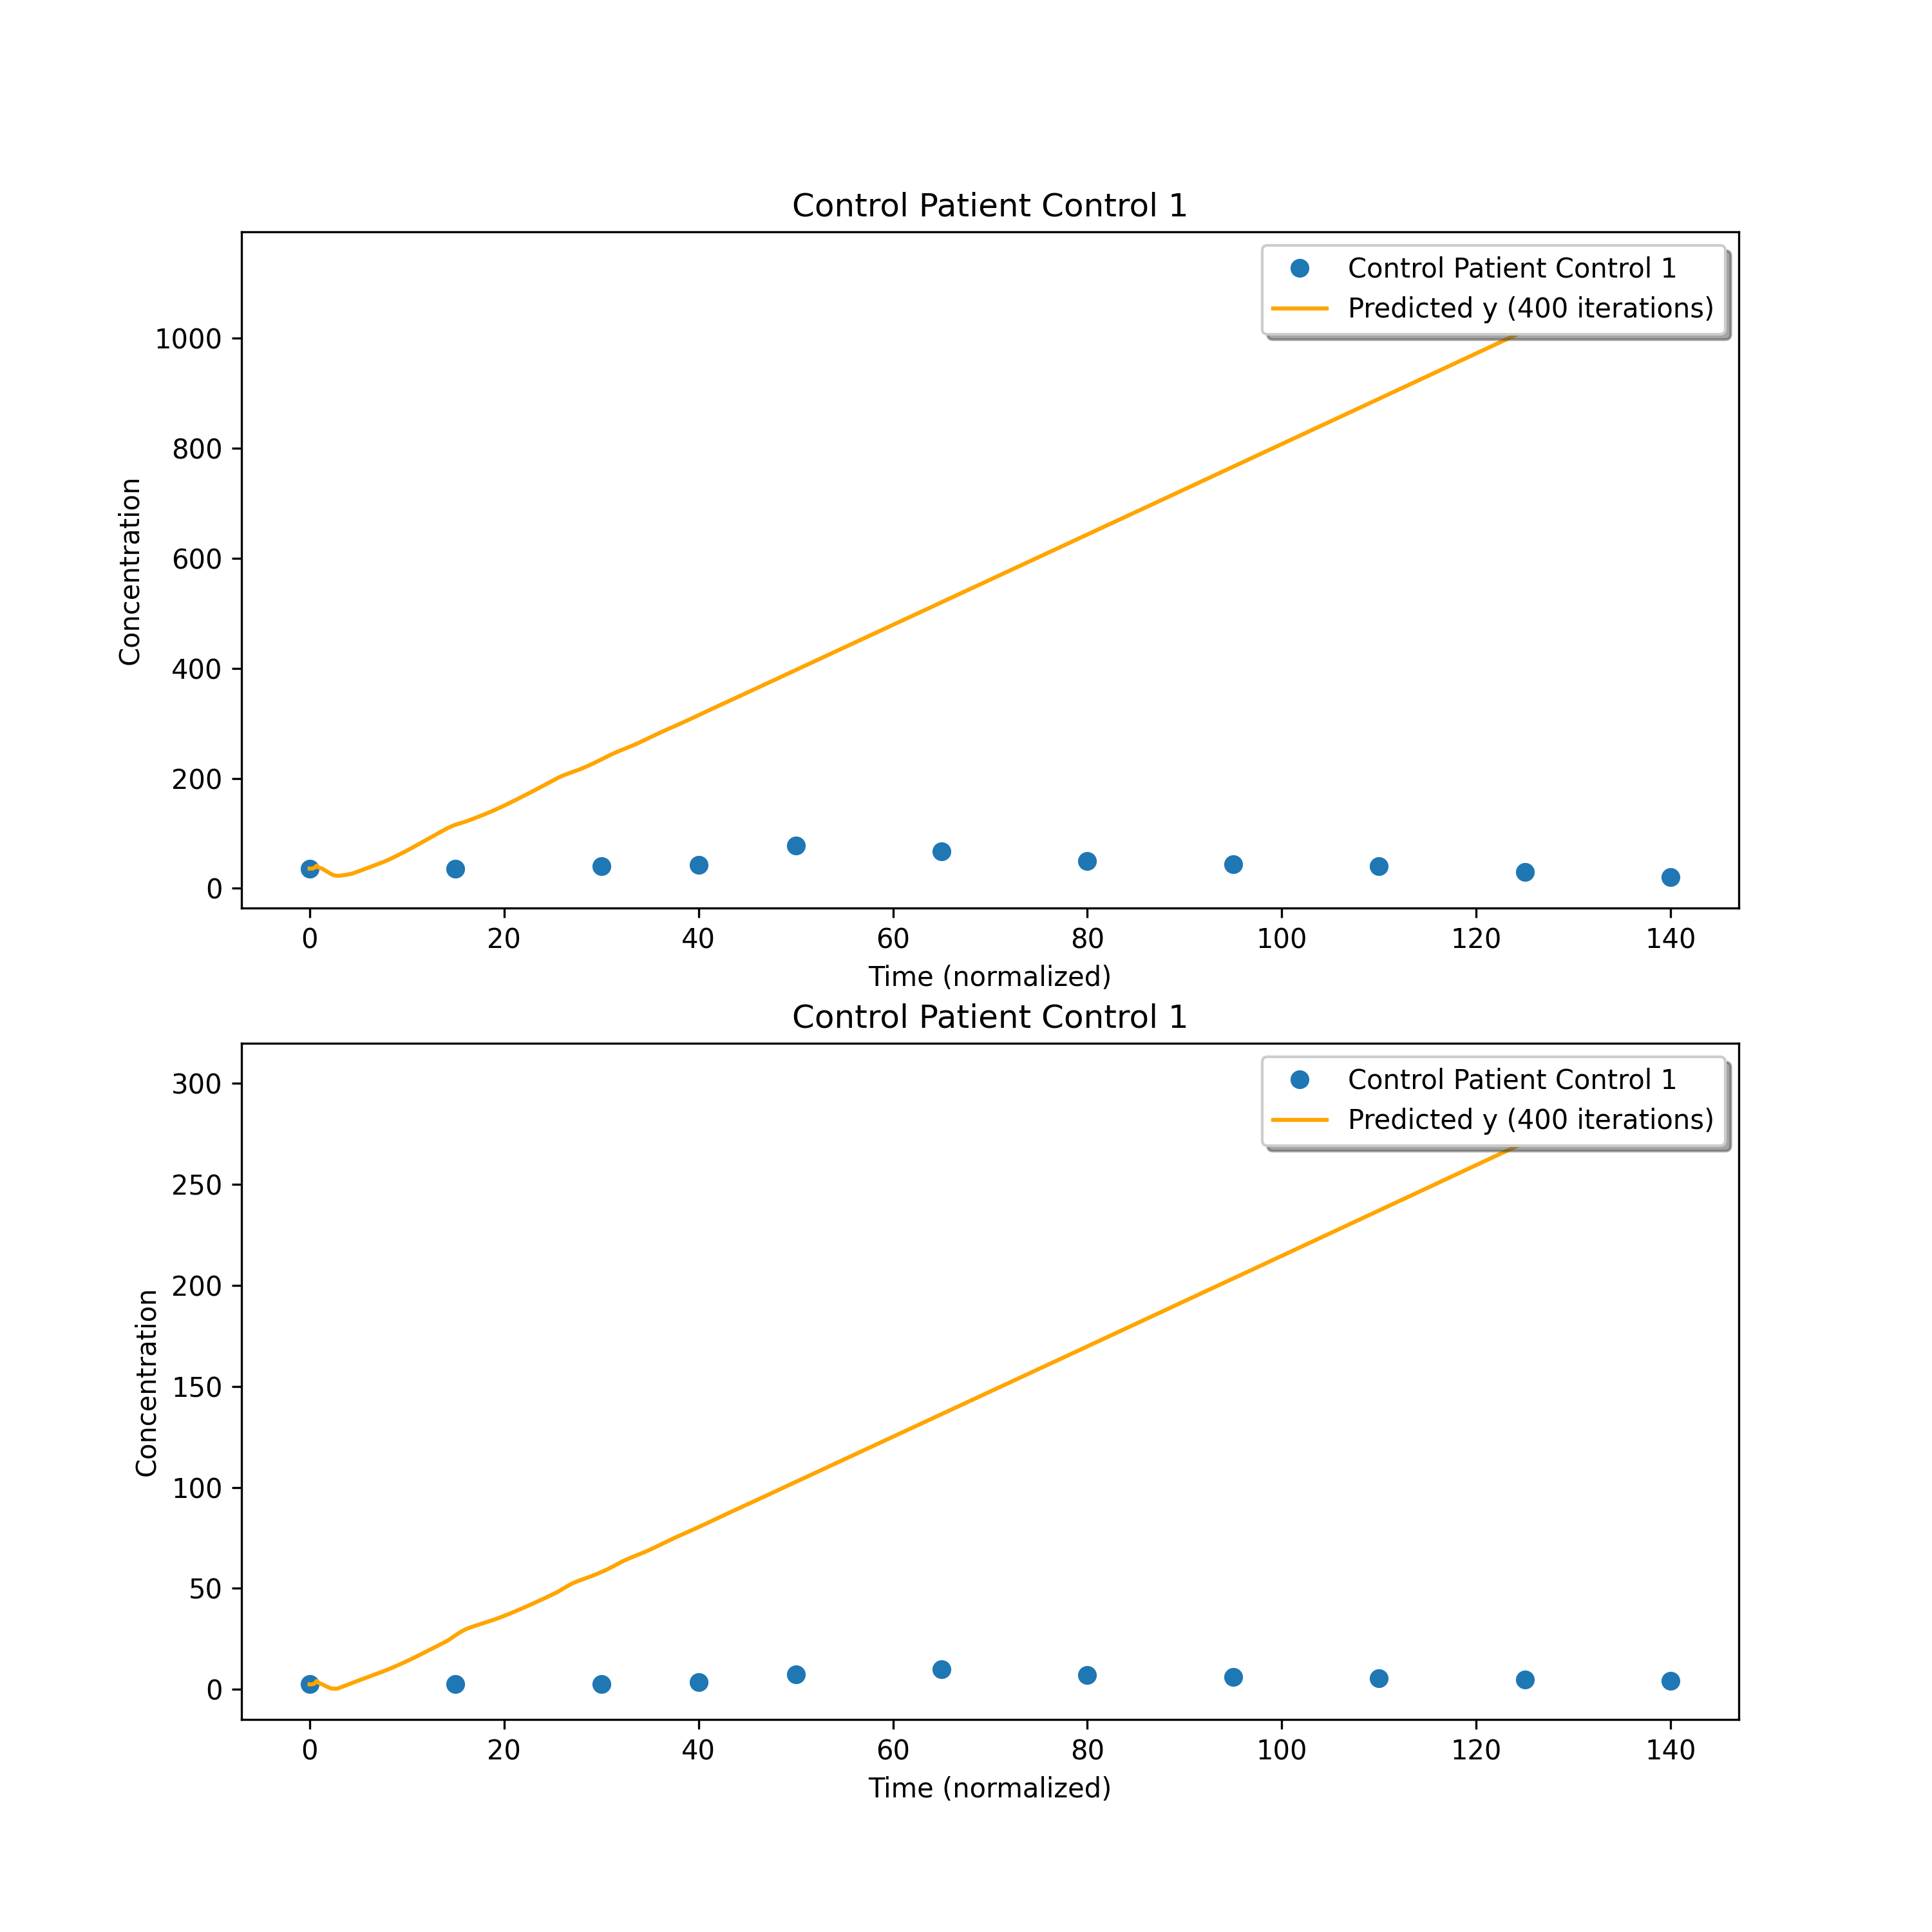 Control Patient Control 1
Control Patient Control 1
Predicted y (400 iterations)
1000
800
600
400
200
0
Concentration
0 20 40 60 80 100 120 140
Time (normalized)
Control Patient Control 1
Control Patient Control 1
Predicted y (400 iterations)
300
250
200
150
100
50
0
Concentration
0 20 40 60 80 100 120 140
Time (normalized)